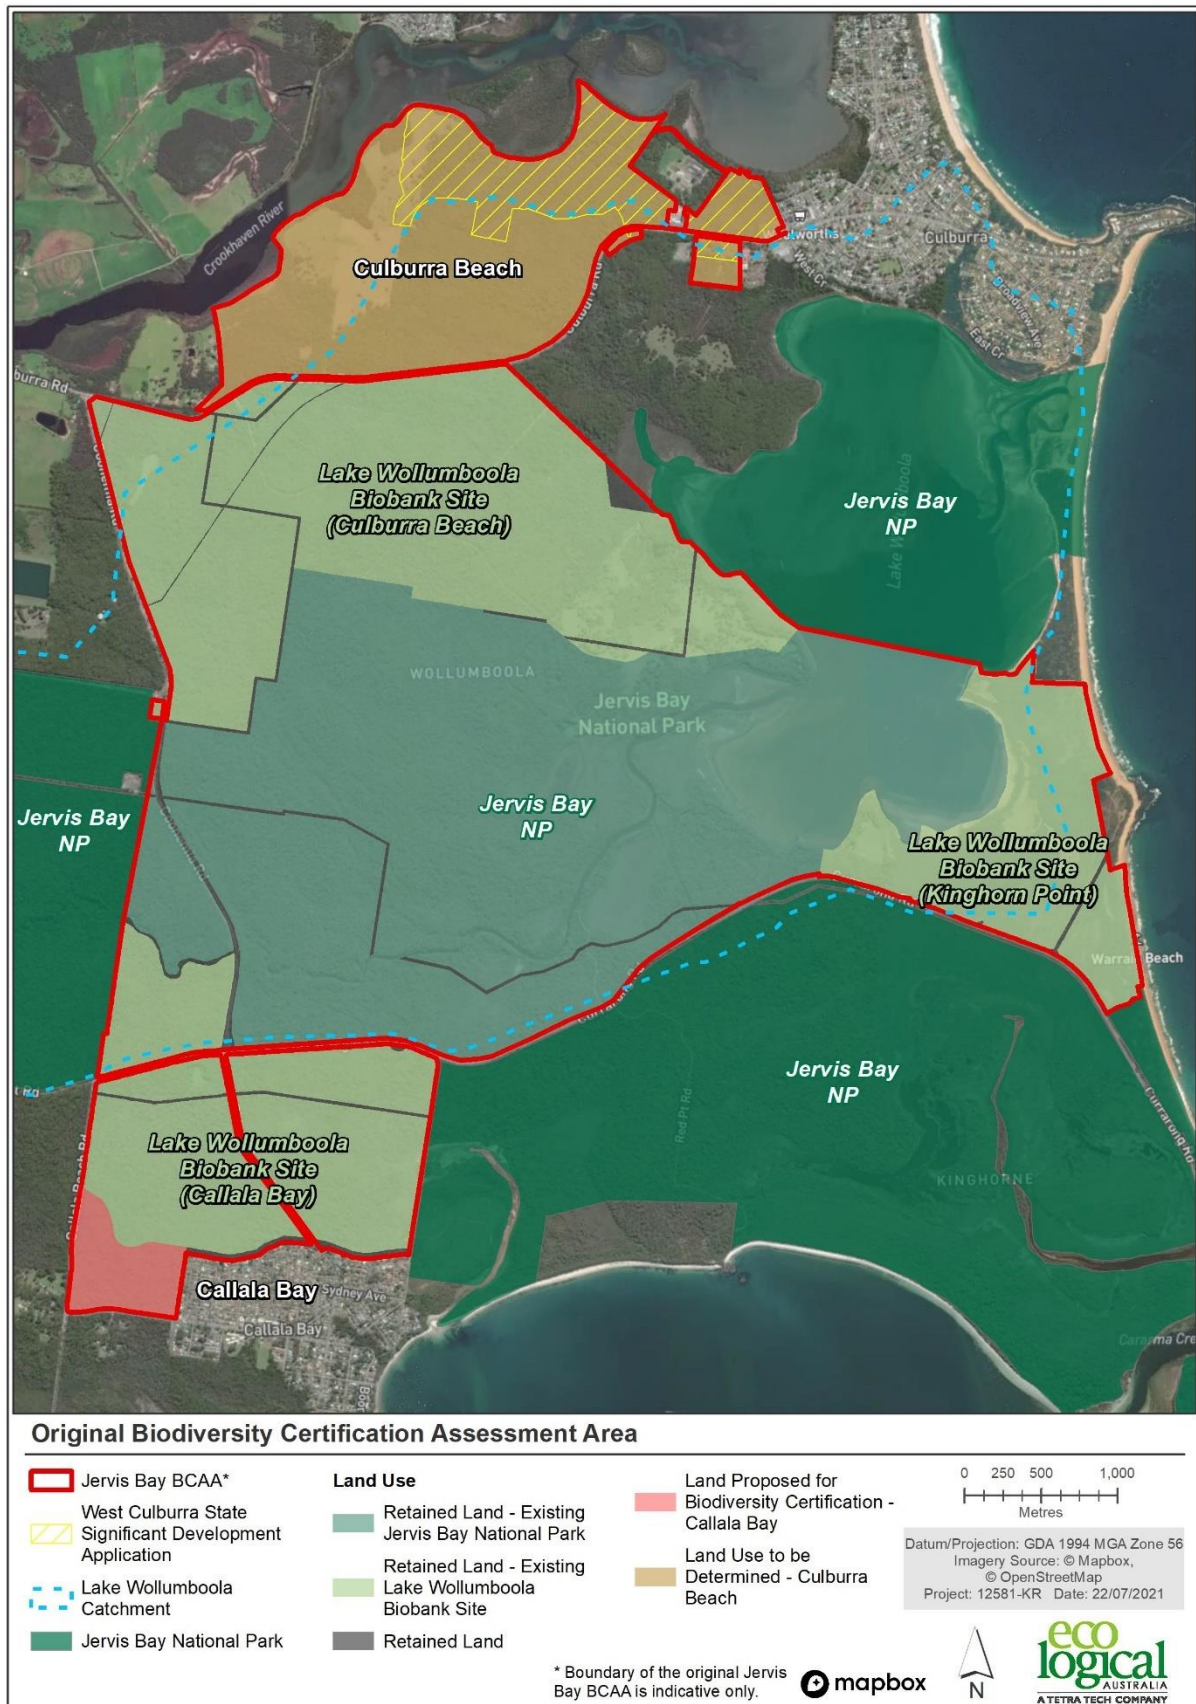 Crookhaven River
Culburra Beach
Culburra Rd
West Cr
Culburra
Broadview Ave
East Cr
burra Rd
Lake Wollumboola
Biobank Site
(Culburra Beach)
Jervis Bay
NP
WOLLUMBOOLA
Jervis Bay
National Park
Jervis Bay
NP
Jervis Bay
NP
Lake Wollumboola
Biobank Site
(Kinghorn Point)
Warrain Beach
Jervis Bay
NP
Red Pt Rd
Currarong Rd
KINGHORNE
Lake Wollumboola
Biobank Site
(Callala Bay)
Callala Beach Rd
Callala Bay
Sydney Ave
Callala Bay
Original Biodiversity Certification Assessment Area
Jervis Bay BCAA*
West Culburra State
Significant Development
Application
Lake Wollumboola
Catchment
Jervis Bay National Park
Land Use
Retained Land - Existing
Jervis Bay National Park
Retained Land - Existing
Lake Wollumboola
Biobank Site
Retained Land
Land Proposed for
Biodiversity Certification -
Callala Bay
Land Use to be
Determined - Culburra
Beach
0 250 500 1,000
Metres
Datum/Projection: GDA 1994 MGA Zone 56
Imagery Source: © Mapbox,
© OpenStreetMap
Project: 12581-KR Date: 22/07/2021
* Boundary of the original Jervis
Bay BCAA is indicative only.
mapbox
N
eco
logical
AUSTRALIA
A TETRA TECH COMPANY